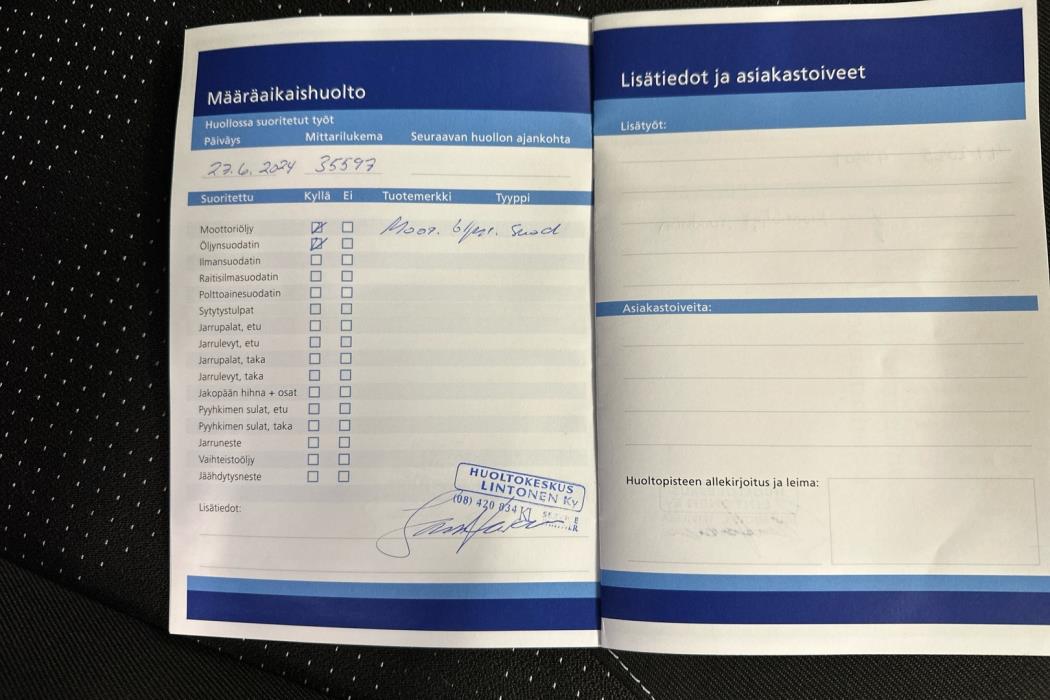 Määräaikaishuolto
Huollossa suoritetut työt
Päiväys Mittarilukema Seuraavan huollon ajankohta
27.6.2024 35597
Suoritettu Kyllä Ei Tuotemerkki Tyyppi
Moottoriöljy Moor. öljyn. Suod
Öljynsuodatin
Ilmansuodatin
Raitisilmasuodatin
Polttoainesuodatin
Sytytystulpat
Jarrupalat, etu
Jarrulevyt, etu
Jarrupalat, taka
Jarrulevyt, taka
Jakopään hihna + osat
Pyyhkimen sulat, etu
Pyyhkimen sulat, taka
Jarruneste
Vaihteistoöljy
Jäähdytysneste
Lisätiedot:
HUOLTOKESKUS
LINTONEN Ky
(08) 420 034
Lisätiedot ja asiakastoiveet
Lisätyöt:
Asiakastoiveita:
Huoltopisteen allekirjoitus ja leima: